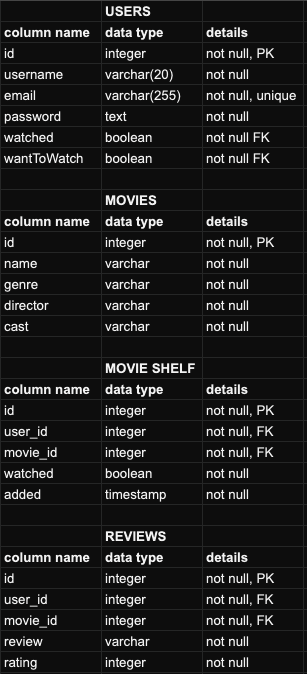 USERS
column name data type details
id integer not null, PK
username varchar(20) not null
email varchar(255) not null, unique
password text not null
watched boolean not null FK
wantToWatch boolean not null FK
MOVIES
column name data type details
id integer not null, PK
name varchar not null
genre varchar not null
director varchar not null
cast varchar not null
MOVIE SHELF
column name data type details
id integer not null, PK
user_id integer not null, FK
movie_id integer not null, FK
watched boolean not null
added timestamp not null
REVIEWS
column name data type details
id integer not null, PK
user_id integer not null, FK
movie_id integer not null, FK
review varchar not null
rating integer not null